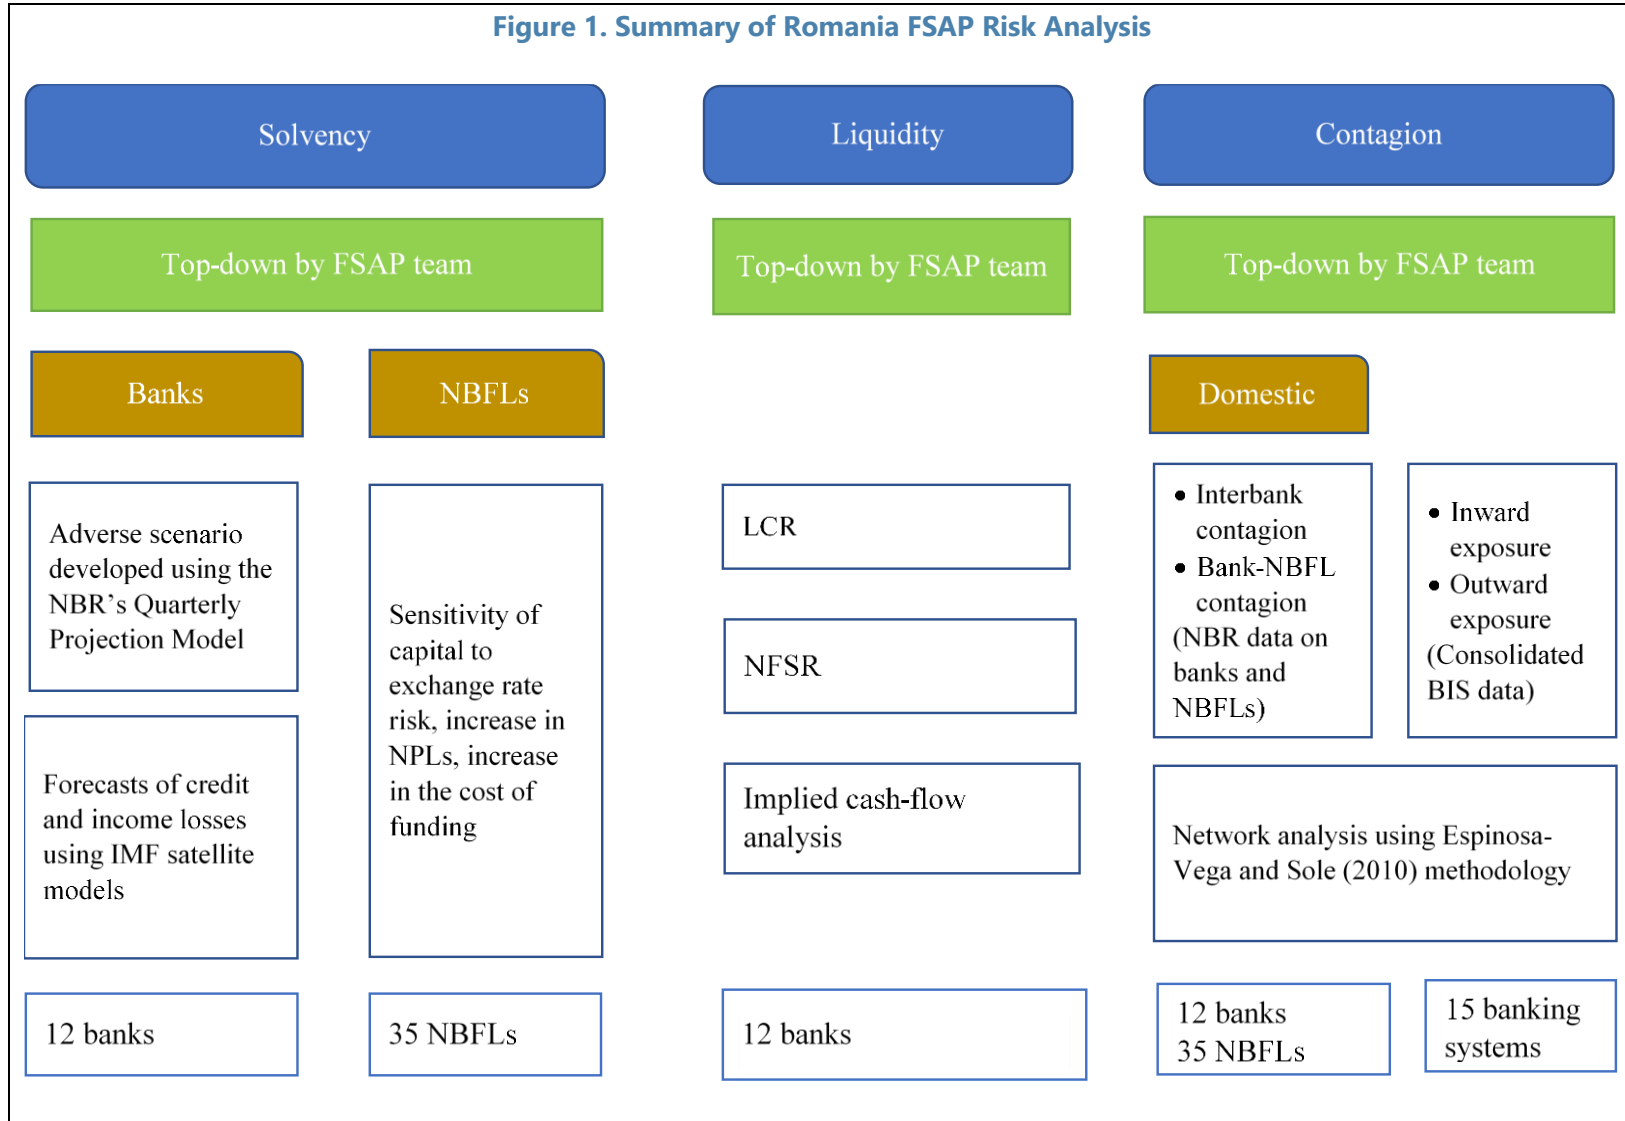 Figure 1. Summary of Romania FSAP Risk Analysis
Solvency
Liquidity
Contagion
Top-down by FSAP team
Top-down by FSAP team
Top-down by FSAP team
Banks
NBFLs
Domestic
Adverse scenario
developed using the
NBR's Quarterly
Projection Model
Forecasts of credit
and income losses
using IMF satellite
models
Sensitivity of
capital to
exchange rate
risk, increase in
NPLs, increase
in the cost of
funding
LCR
NFSR
Implied cash-flow
analysis
• Interbank
contagion
• Bank-NBFL
contagion
(NBR data on
banks and
NBFLs)
• Inward
exposure
• Outward
exposure
(Consolidated
BIS data)
Network analysis using Espinosa-
Vega and Sole (2010) methodology
12 banks
35 NBFLs
12 banks
12 banks
35 NBFLs
15 banking
systems